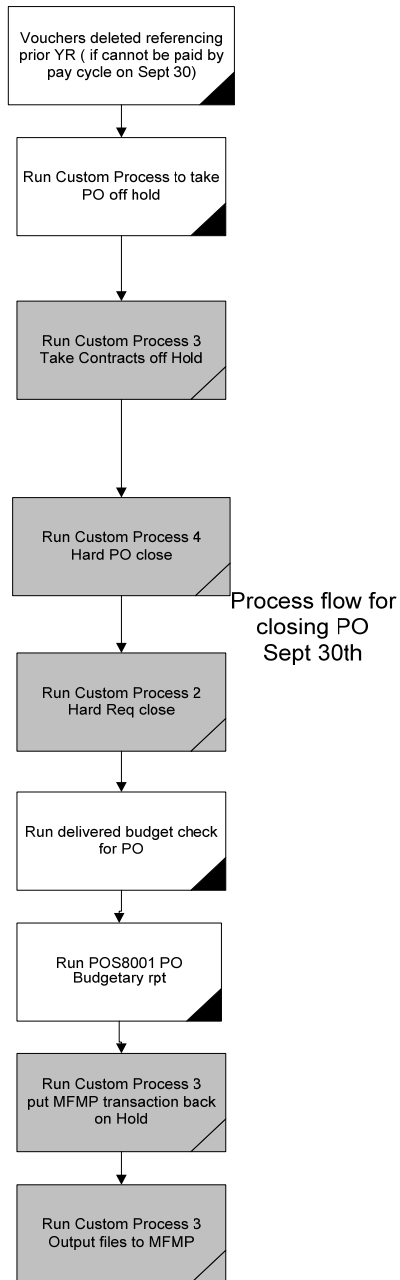 Vouchers deleted referencing
prior YR ( if cannot be paid by
pay cycle on Sept 30)
Run Custom Process to take
PO off hold
Run Custom Process 3
Take Contracts off Hold
Run Custom Process 4
Hard PO close
Process flow for
closing PO
Sept 30th
Run Custom Process 2
Hard Req close
Run delivered budget check
for PO
Run POS8001 PO
Budgetary rpt
Run Custom Process 3
put MFMP transaction back
on Hold
Run Custom Process 3
Output files to MFMP